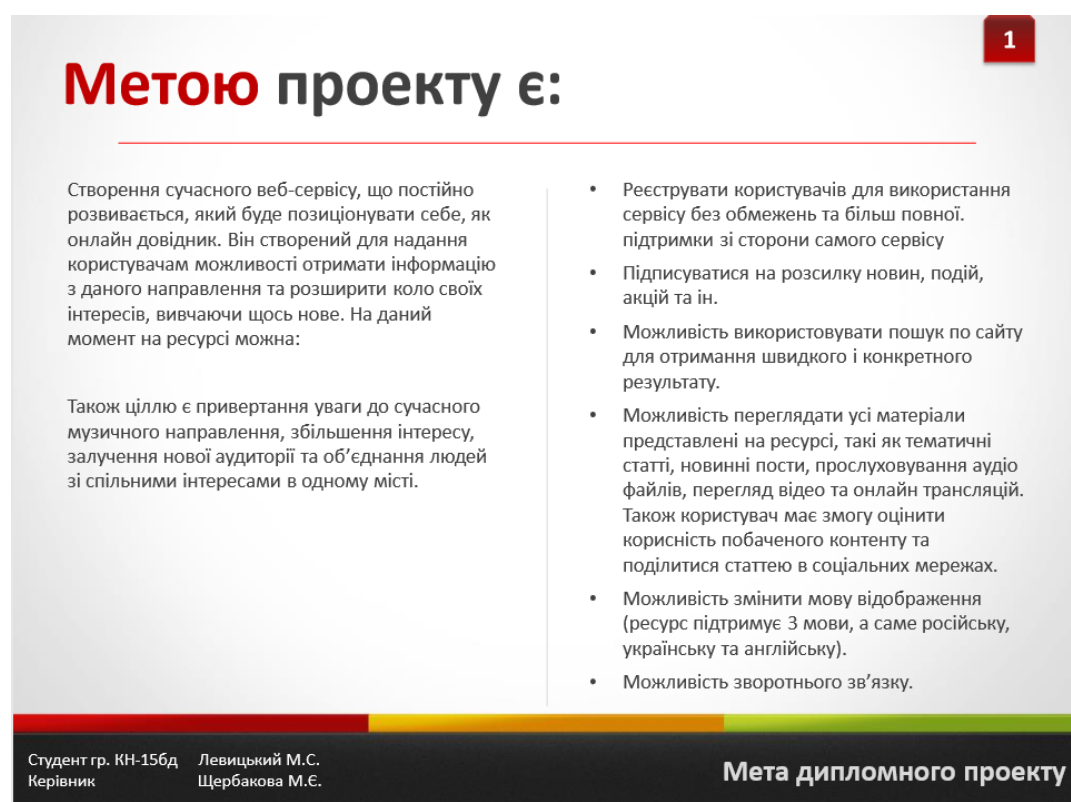 1
Метою проекту є:
Створення сучасного веб-сервісу, що постійно
розвивається, який буде позиціонувати себе, як
онлайн довідник. Він створений для надання
користувачам можливості отримати інформацію
з даного направлення та розширити коло своїх
інтересів, вивчаючи щось нове. На даний
момент на ресурсі можна:
Також ціллю є привертання уваги до сучасного
музичного направлення, збільшення інтересу,
залучення нової аудиторії та об’єднання людей
зі спільними інтересами в одному місті.
• Реєструвати користувачів для використання
сервісу без обмежень та більш повної.
підтримки зі сторони самого сервісу
• Підписуватися на розсилку новин, подій,
акцій та ін.
• Можливість використовувати пошук по сайту
для отримання швидкого і конкретного
результату.
• Можливість переглядати усі матеріали
представлені на ресурсі, такі як тематичні
статті, новинні пости, прослуховування аудіо
файлів, перегляд відео та онлайн трансляцій.
Також користувач має змогу оцінити
корисність побаченого контенту та
поділитися статтею в соціальних мережах.
• Можливість змінити мову відображення
(ресурс підтримує 3 мови, а саме російську,
українську та англійську).
• Можливість зворотнього зв’язку.
Студент гр. КН-15бд Левицький М.С.
Керівник Щербакова М.Є.
Мета дипломного проекту